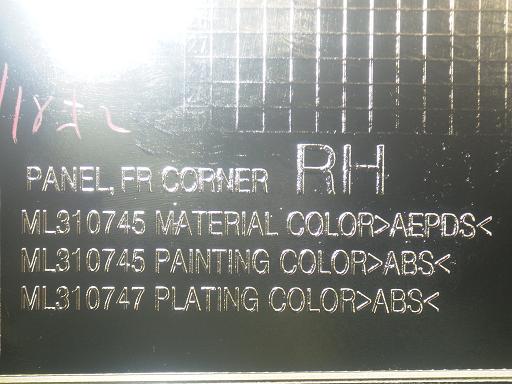 PANEL, FR CORNER RH
ML310745 MATERIAL COLOR>AEPDS<
ML310745 PAINTING COLOR>ABS<
ML310747 PLATING COLOR>ABS<